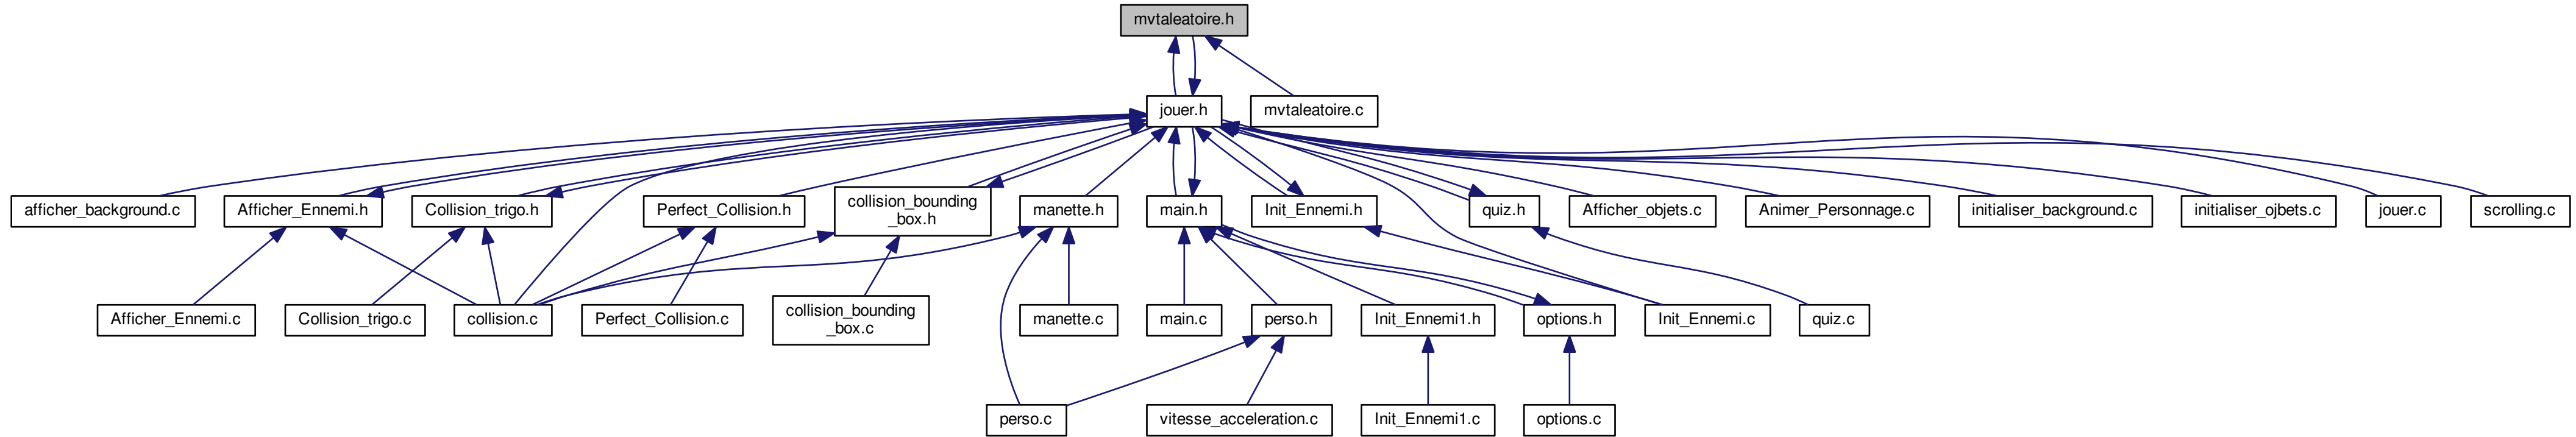 mvtaleatoire.h
jouer.h
mvtaleatoire.c
afficher_background.c
Afficher_Ennemi.h
Collision_trigo.h
Perfect_Collision.h
collision_bounding
_box.h
manette.h
main.h
Init_Ennemi.h
quiz.h
Afficher_objets.c
Animer_Personnage.c
initialiser_background.c
initialiser_ojbets.c
jouer.c
scrolling.c
Afficher_Ennemi.c
Collision_trigo.c
collision.c
Perfect_Collision.c
collision_bounding
_box.c
manette.c
main.c
perso.h
Init_Ennemi1.h
options.h
Init_Ennemi.c
quiz.c
perso.c
vitesse_acceleration.c
Init_Ennemi1.c
options.c